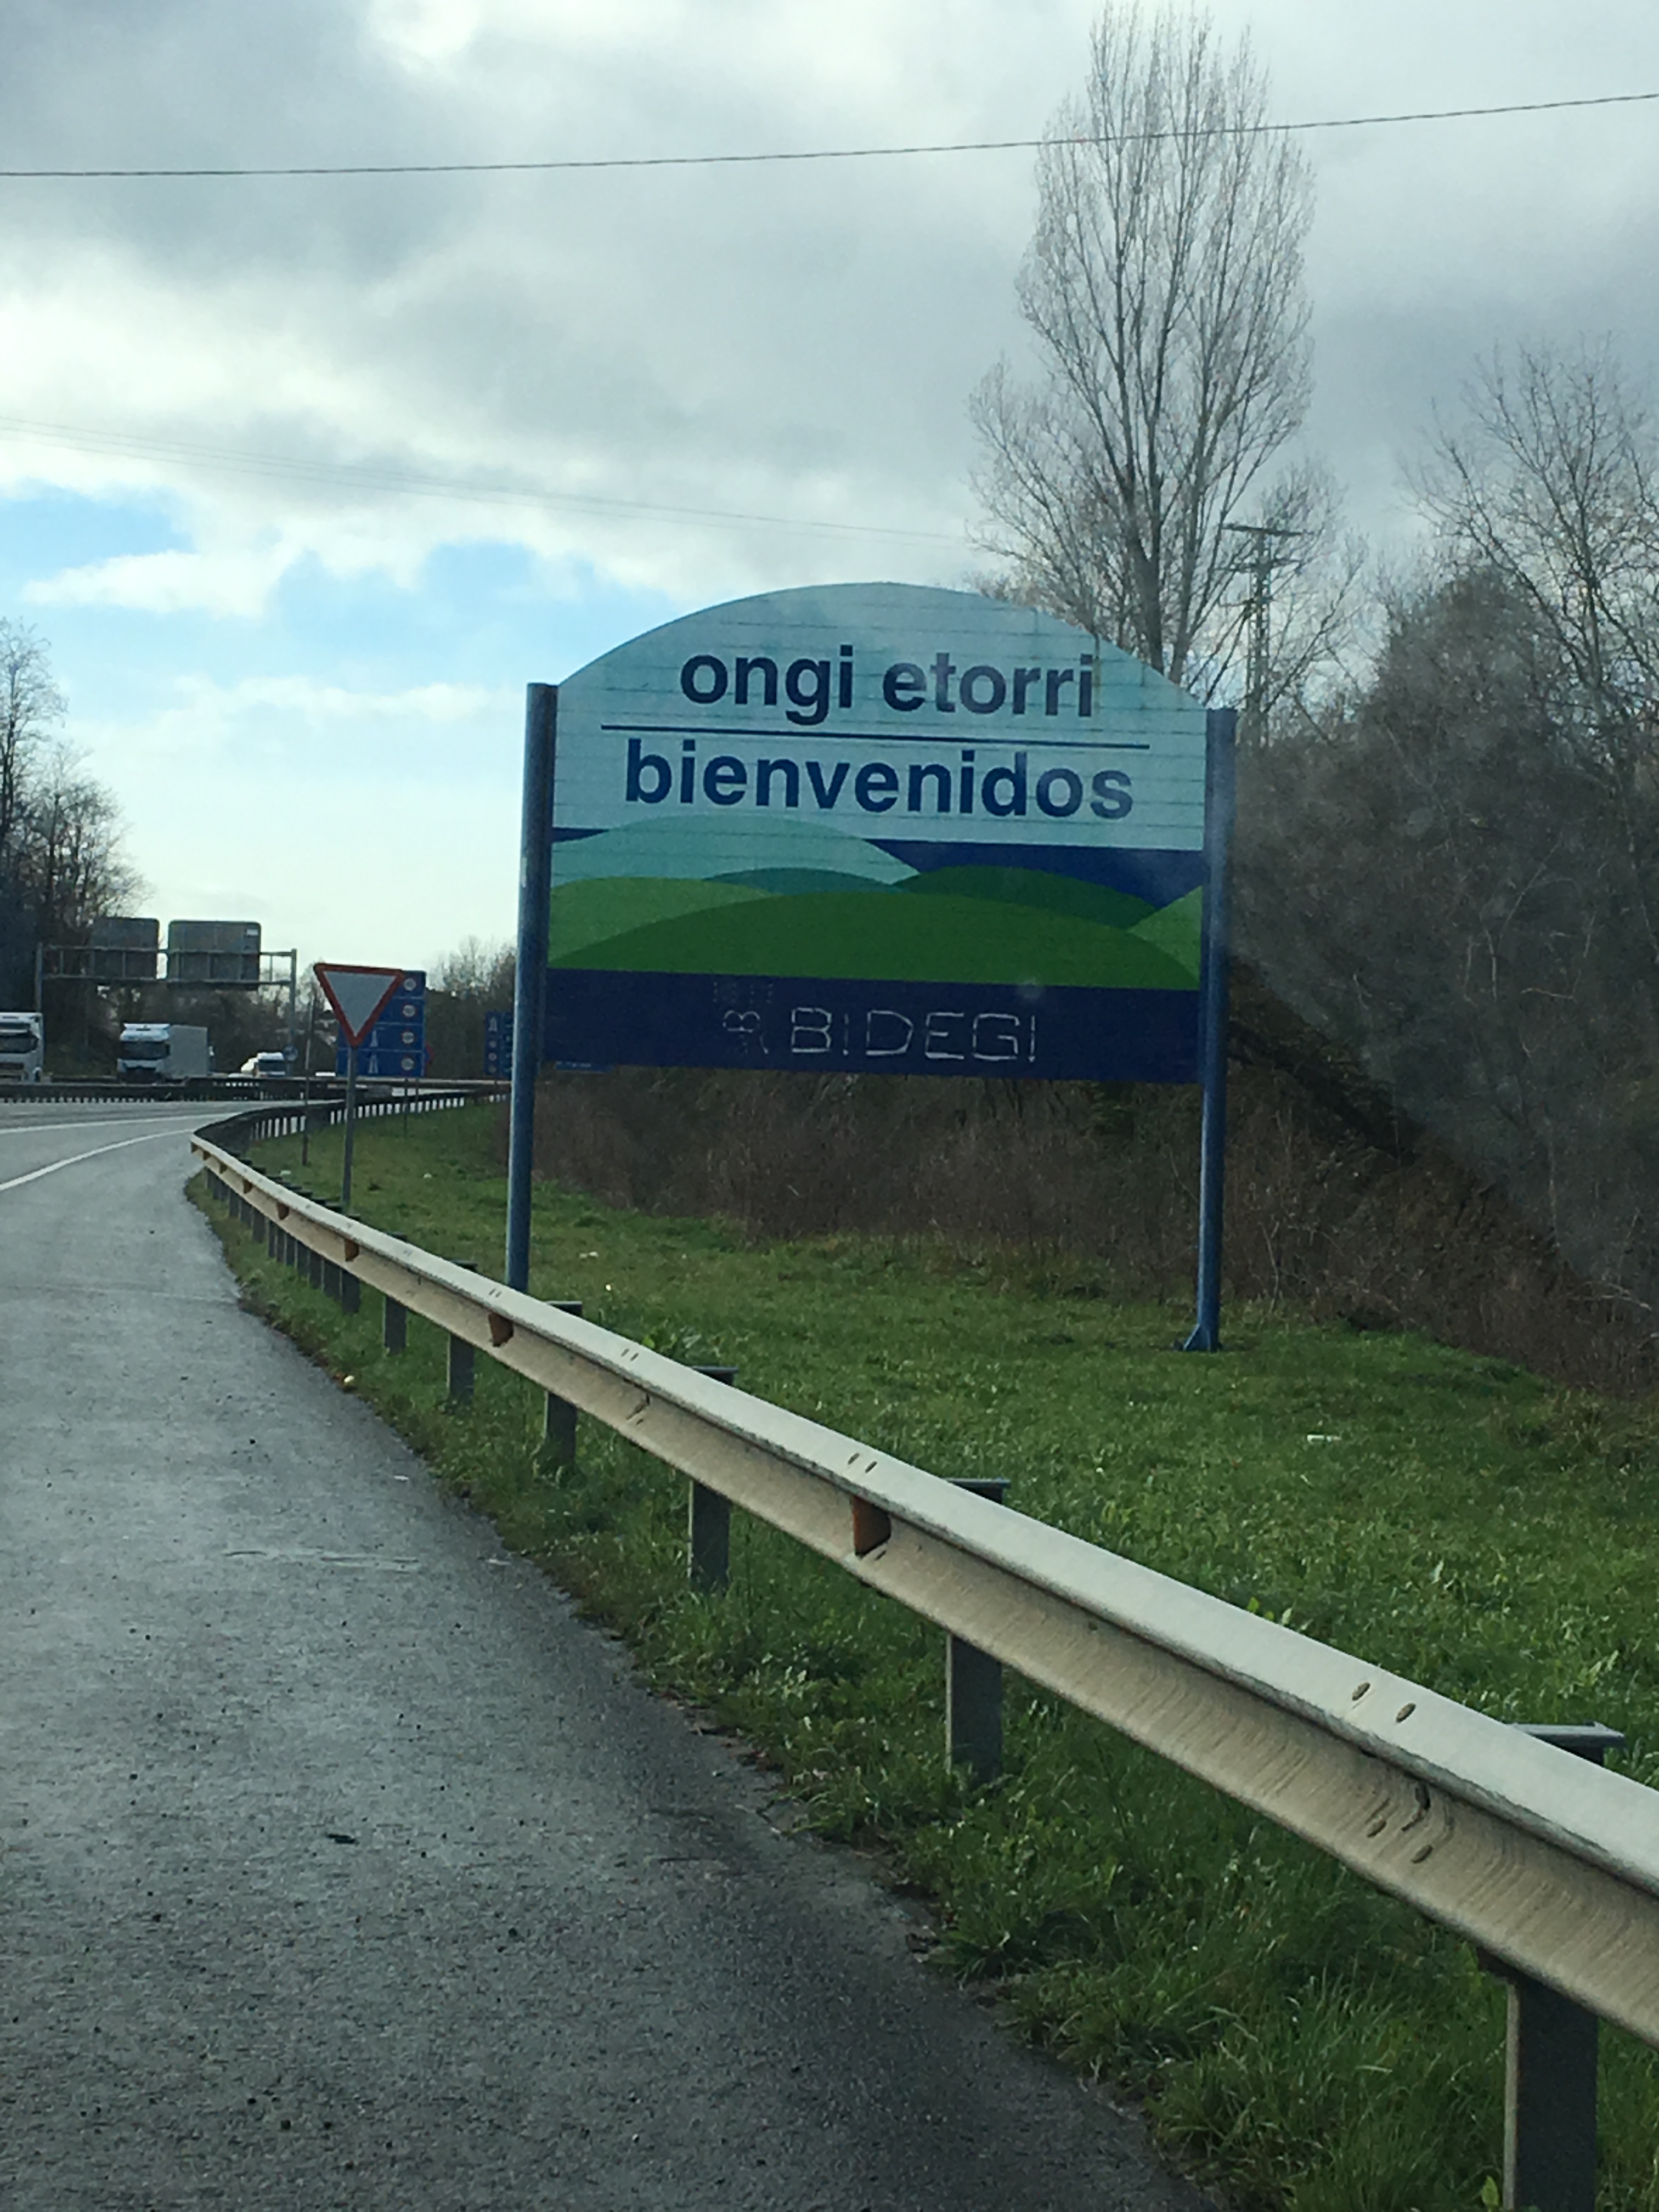 ongi etorri
bienvenidos
BIDEGI